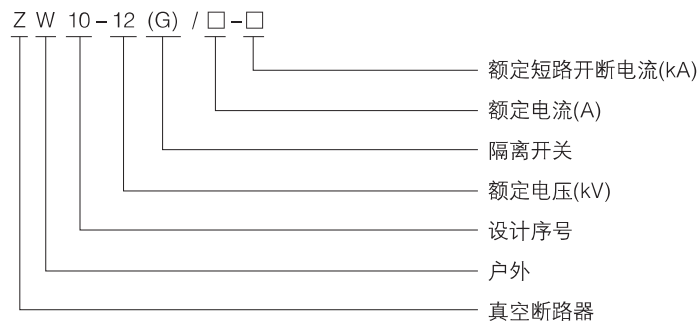 ZW10-12(G)/□-□
额定短路开断电流(kA)
额定电流(A)
隔离开关
额定电压(kV)
设计序号
户外
真空断路器